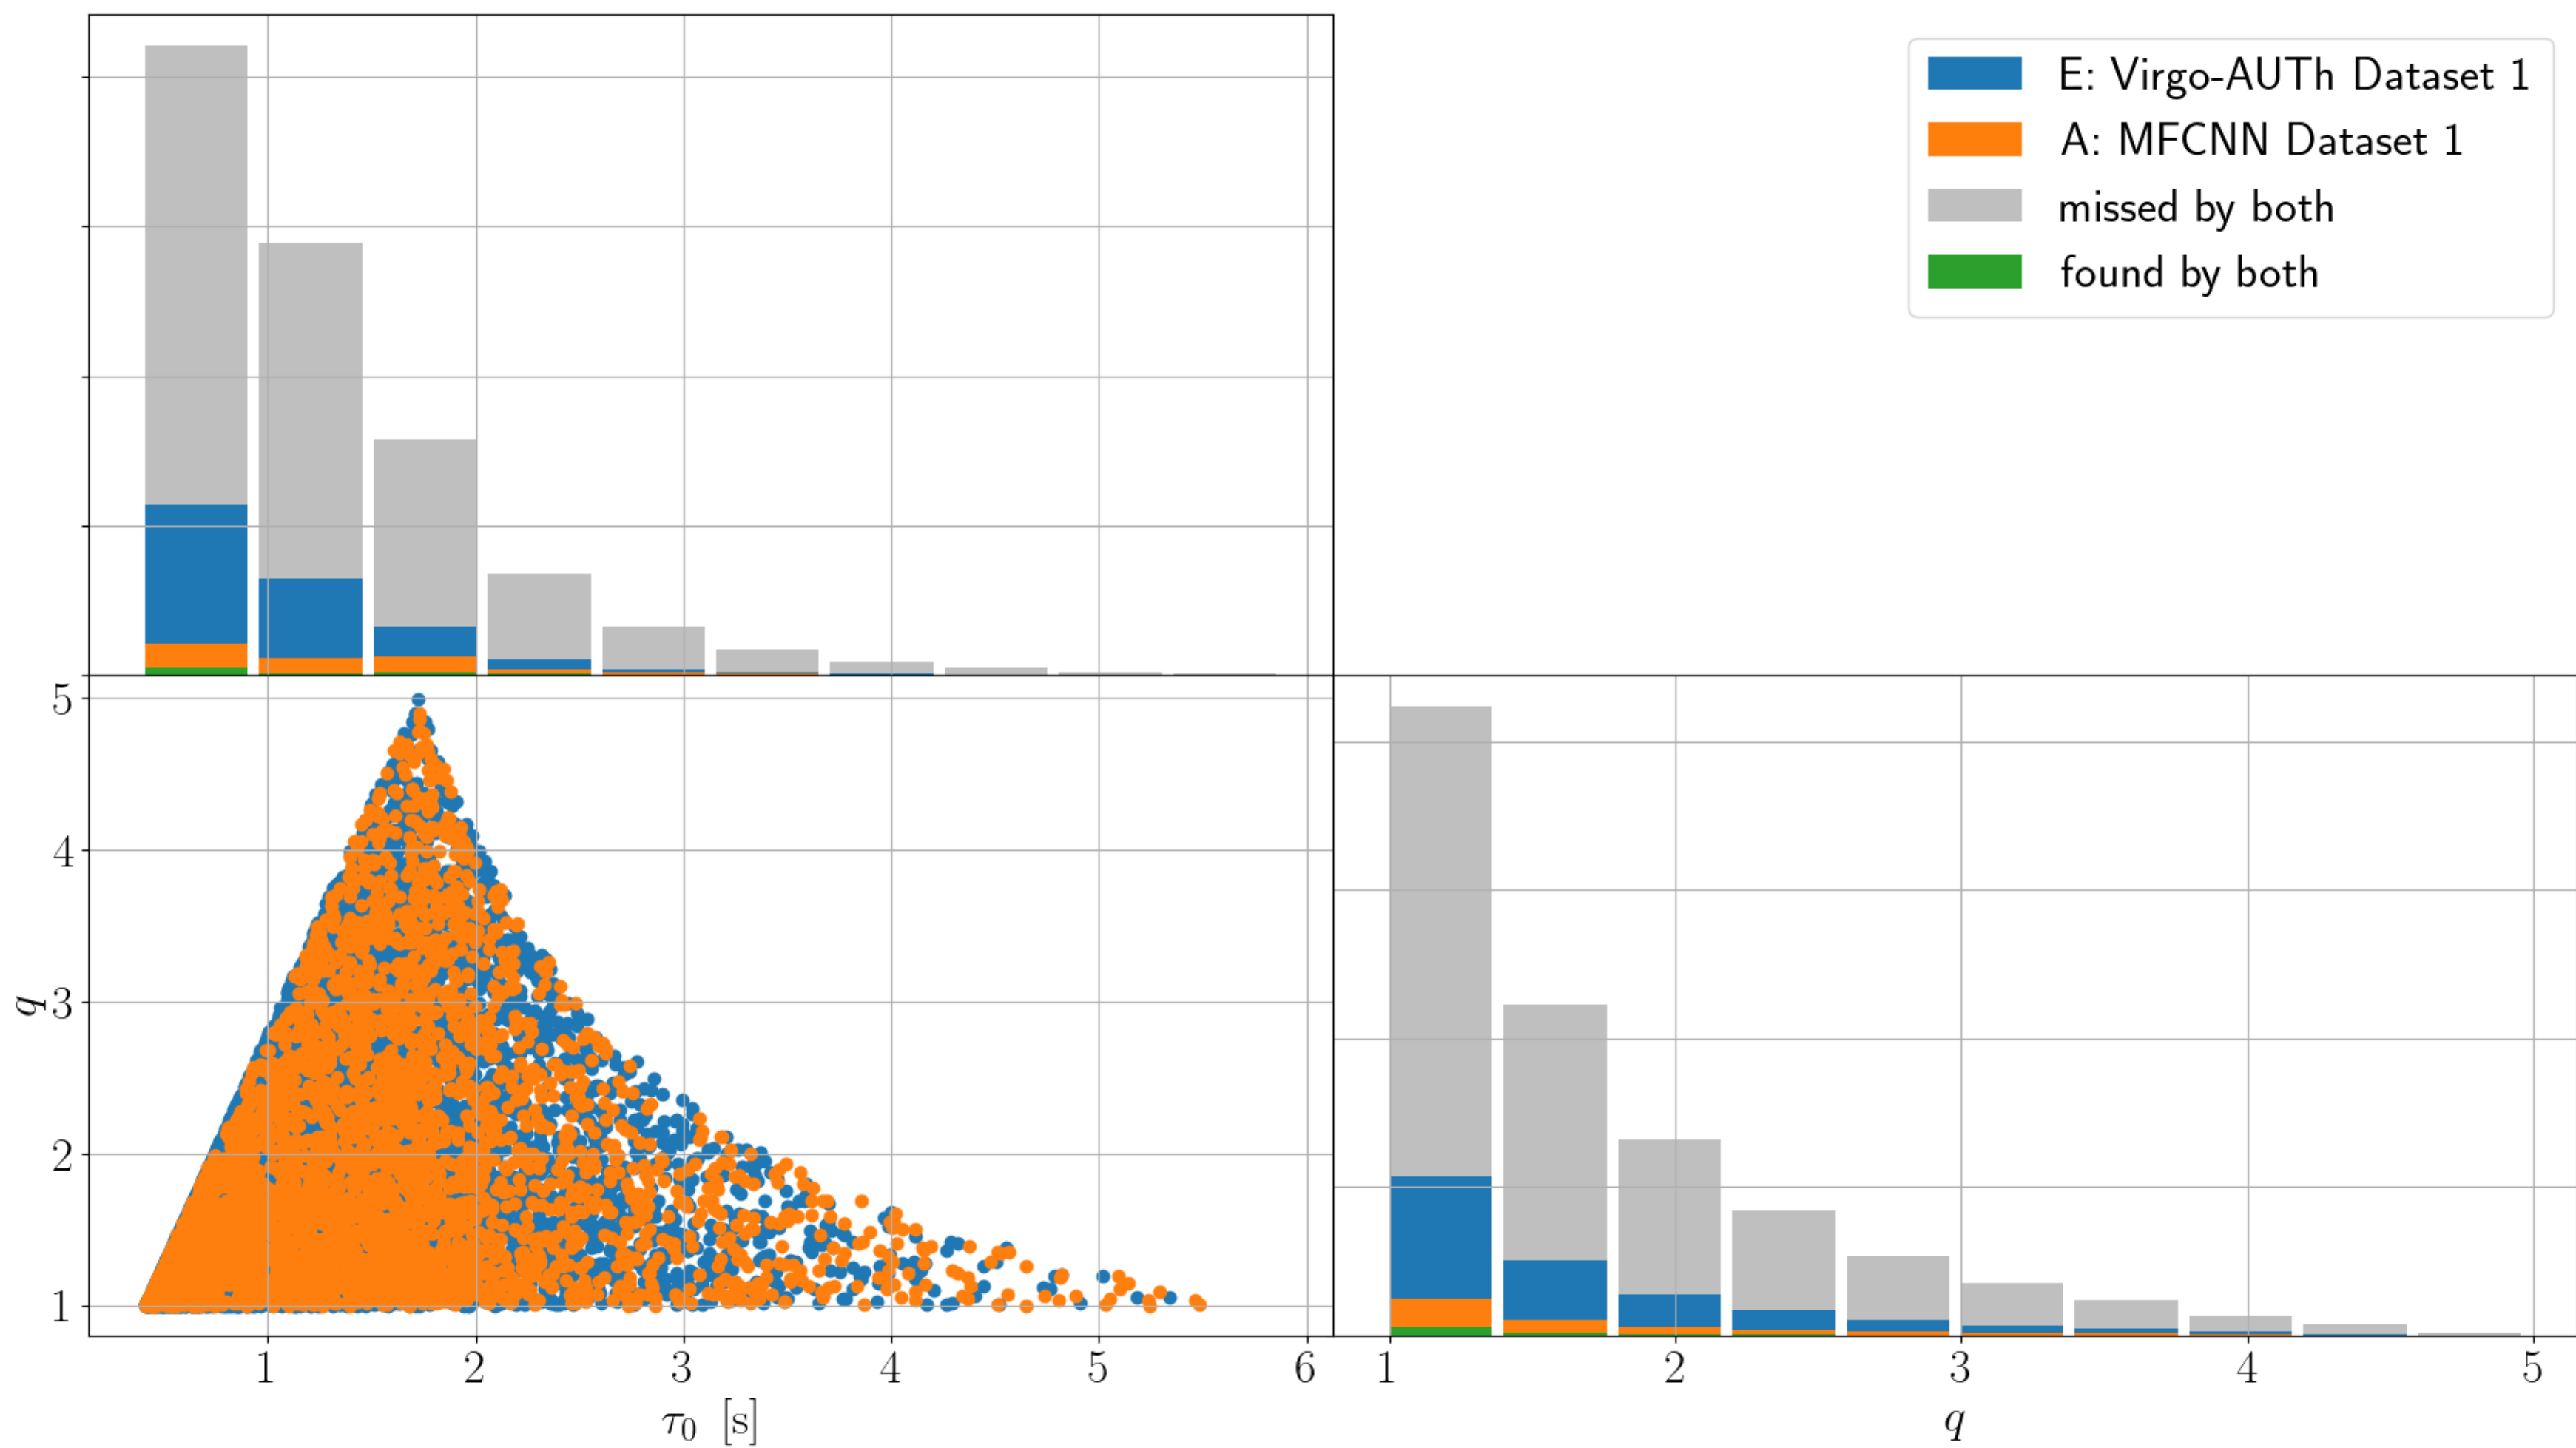 E: Virgo-AUTh Dataset 1
A: MFCNN Dataset 1
missed by both
found by both
5
4
3
2
1
q
1 2 3 4 5 6
τ₀ [s]
1 2 3 4 5
q